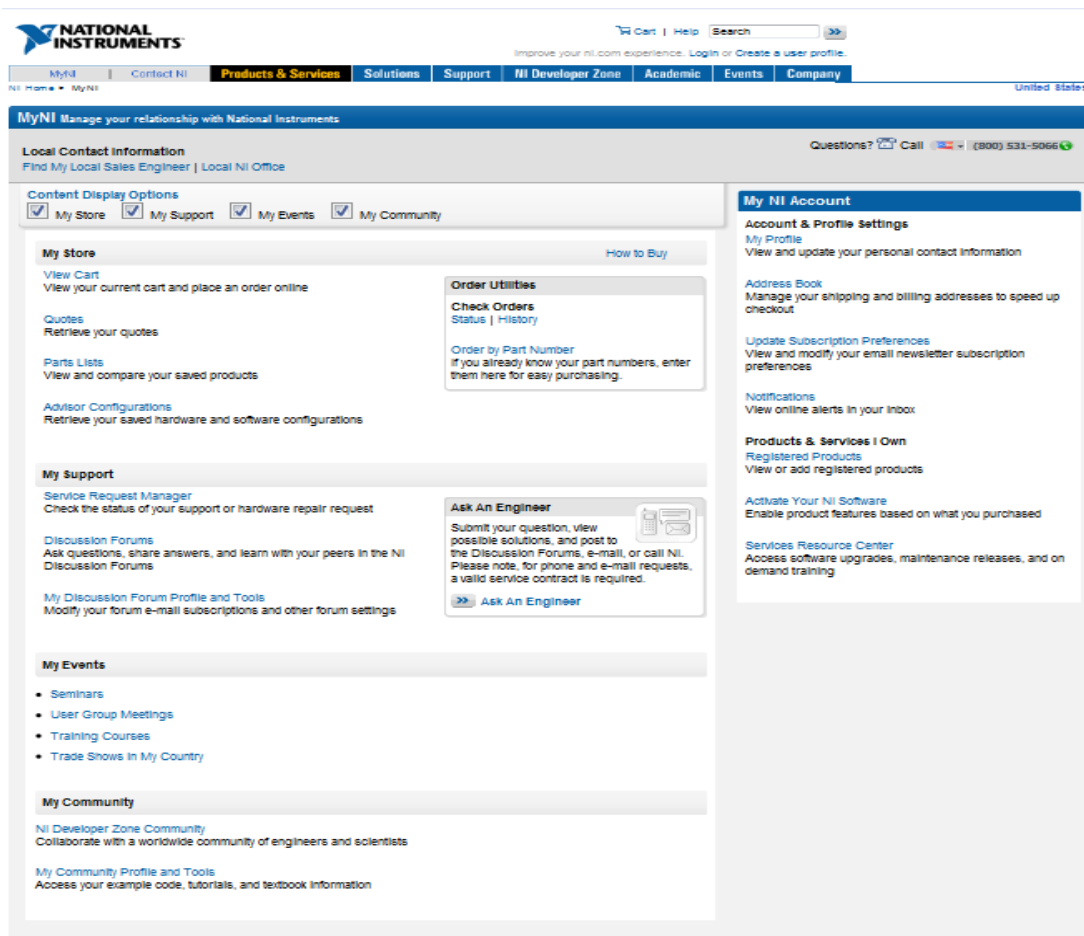 NATIONAL
INSTRUMENTS
Cart | Help Search
Improve your ni.com experience. Login or Create a user profile.
MyNI | Contact NI Products & Services Solutions Support NI Developer Zone Academic Events Company
NI Home MyNI
United States
MyNI Manage your relationship with National Instruments
Local Contact Information
Find My Local Sales Engineer | Local NI Office
Questions? Call (800) 531-5066
Content Display Options
My Store My Support My Events My Community
My Store How to Buy
View Cart
View your current cart and place an order online
Quotes
Retrieve your quotes
Parts Lists
View and compare your saved products
Advisor Configurations
Retrieve your saved hardware and software configurations
Order Utilities
Check Orders
Status | History
Order by Part Number
If you already know your part numbers, enter
them here for easy purchasing.
My Support
Service Request Manager
Check the status of your support or hardware repair request
Discussion Forums
Ask questions, share answers, and learn with your peers in the NI
Discussion Forums
My Discussion Forum Profile and Tools
Modify your forum e-mail subscriptions and other forum settings
Ask An Engineer
Submit your question, view
possible solutions, and post to
the Discussion Forums, e-mail, or call NI.
Please note, for phone and e-mail requests,
a valid service contract is required.
Ask An Engineer
My Events
• Seminars
• User Group Meetings
• Training Courses
• Trade Shows In My Country
My Community
NI Developer Zone Community
Collaborate with a worldwide community of engineers and scientists
My Community Profile and Tools
Access your example code, tutorials, and textbook information
My NI Account
Account & Profile Settings
My Profile
View and update your personal contact information
Address Book
Manage your shipping and billing addresses to speed up
checkout
Update Subscription Preferences
View and modify your email newsletter subscription
preferences
Notifications
View online alerts in your inbox
Products & Services I Own
Registered Products
View or add registered products
Activate Your NI Software
Enable product features based on what you purchased
Services Resource Center
Access software upgrades, maintenance releases, and on
demand training